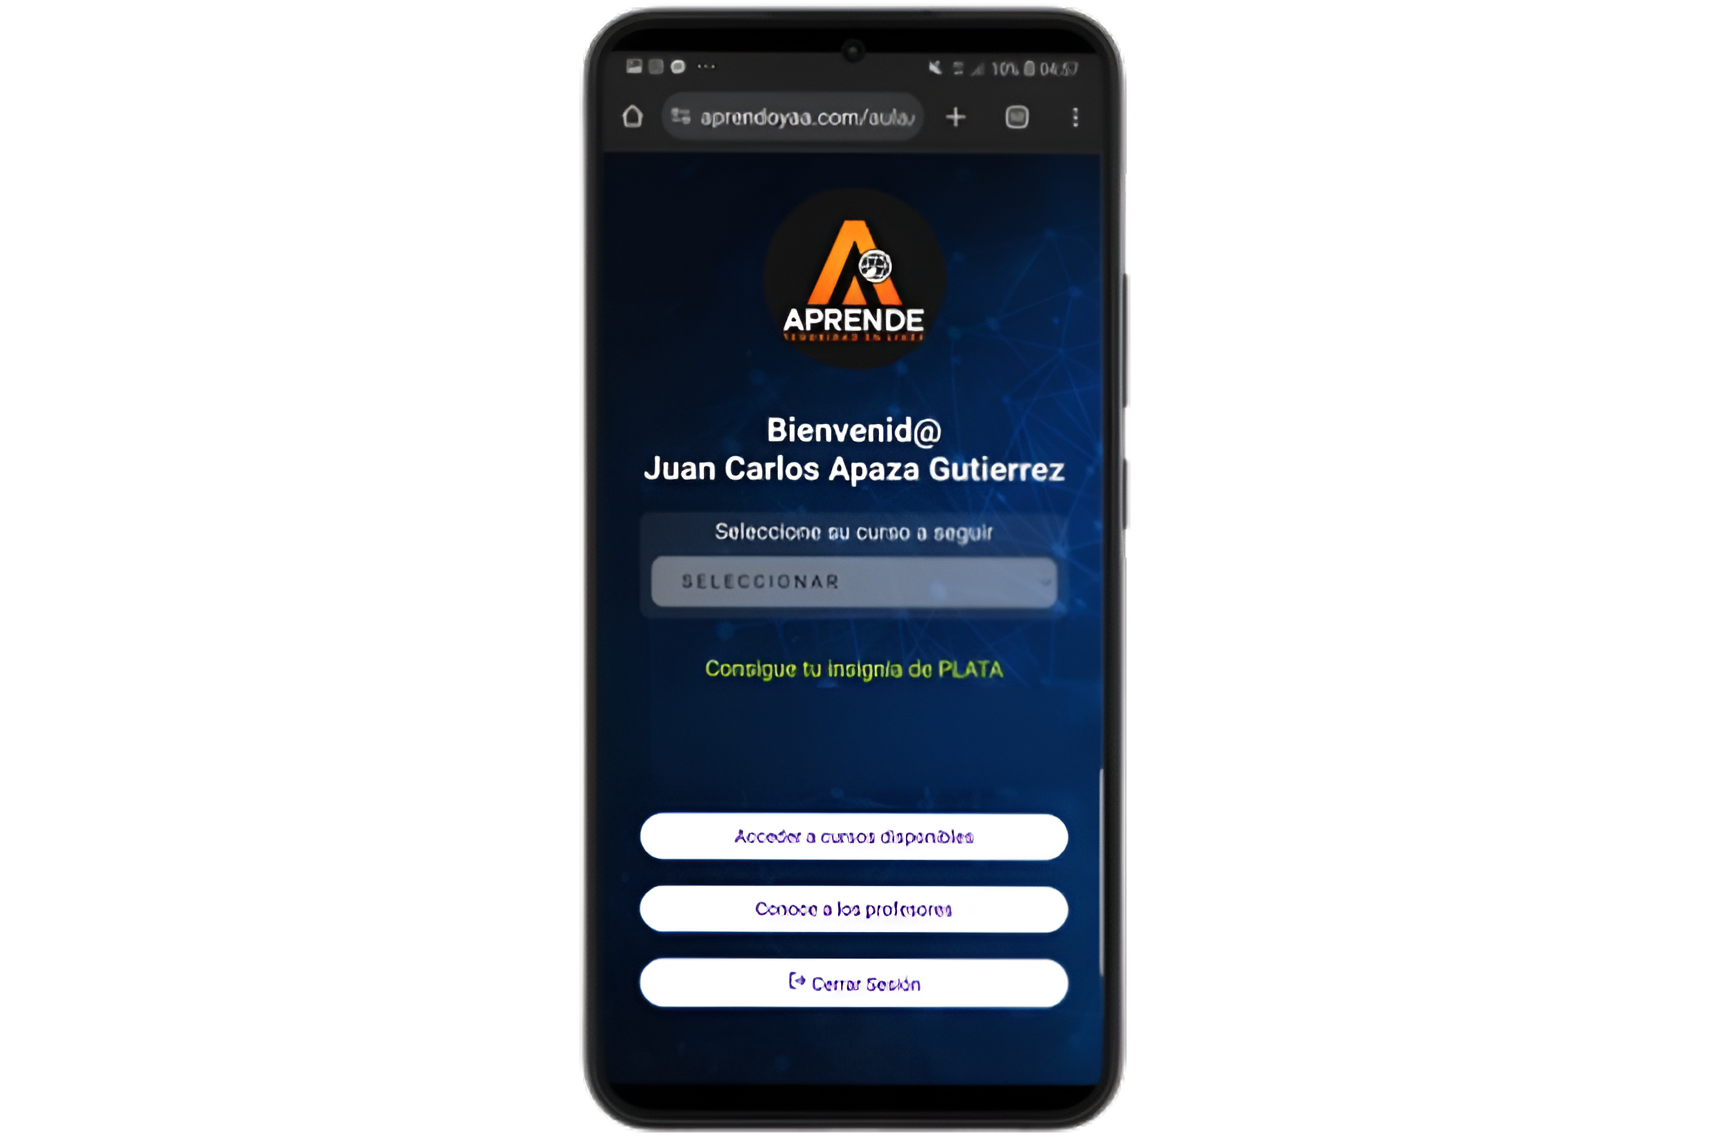 10% 04:57
aprendoyaa.com/aula/
APRENDE
Bienvenid@
Juan Carlos Apaza Gutierrez
Seleccione su curso a seguir
SELECCIONAR
Consigue tu insignia de PLATA
Acceder a cursos disponibles
Conoce a los profesores
Cerrar Sesión